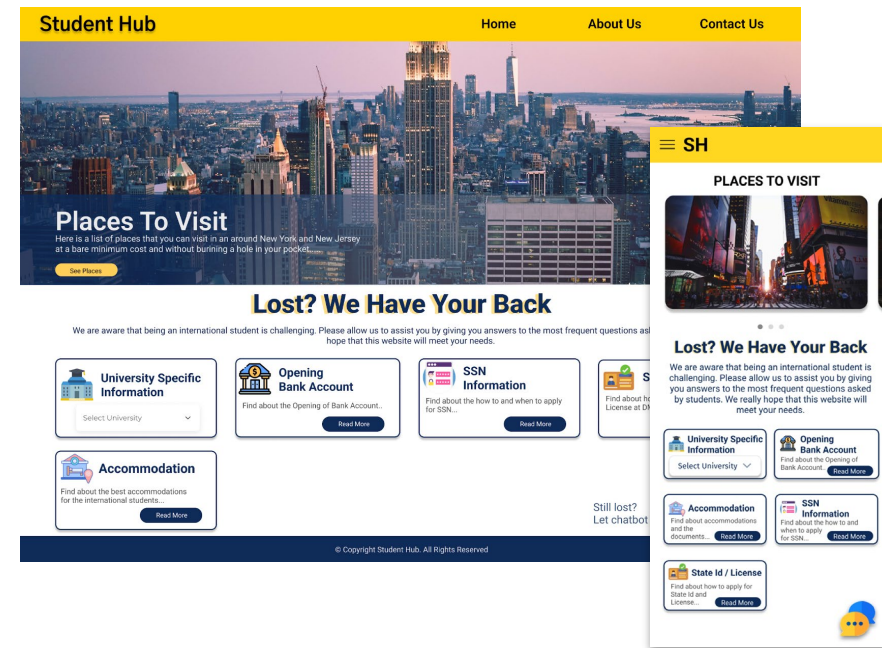 Student Hub
Home
About Us
Contact Us
Places To Visit
Here is a list of places that you can visit in an around New York and New Jersey
at a bare minimum cost and without burining a hole in your pocket......
See Places
Lost? We Have Your Back
We are aware that being an international student is challenging. Please allow us to assist you by giving you answers to the most frequent questions
hope that this website will meet your needs.
University Specific
Information
Select University
Opening
Bank Account
Find about the Opening of Bank Account..
Read More
SSN
Information
Find about the how to and when to apply
for SSN...
Read More
S
Find about
License at
Accommodation
Find about the best accommodations
for the international students...
Read More
Still lost?
Let chatbot
© Copyright Student Hub. All Rights Reserved
SH
PLACES TO VISIT
Lost? We Have Your Back
We are aware that being an international student is
challenging. Please allow us to assist you by giving
you answers to the most frequent questions asked
by students. We really hope that this website will
meet your needs.
University Specific
Information
Select University
Opening
Bank Account
Find about the Opening of
Bank Account..
Read More
Accommodation
Find about accommodations
and the
documents...
Read More
SSN
Information
Find about the how to and
when to apply
for SSN...
Read More
State Id / License
Find about how to apply for
State Id and
License...
Read More